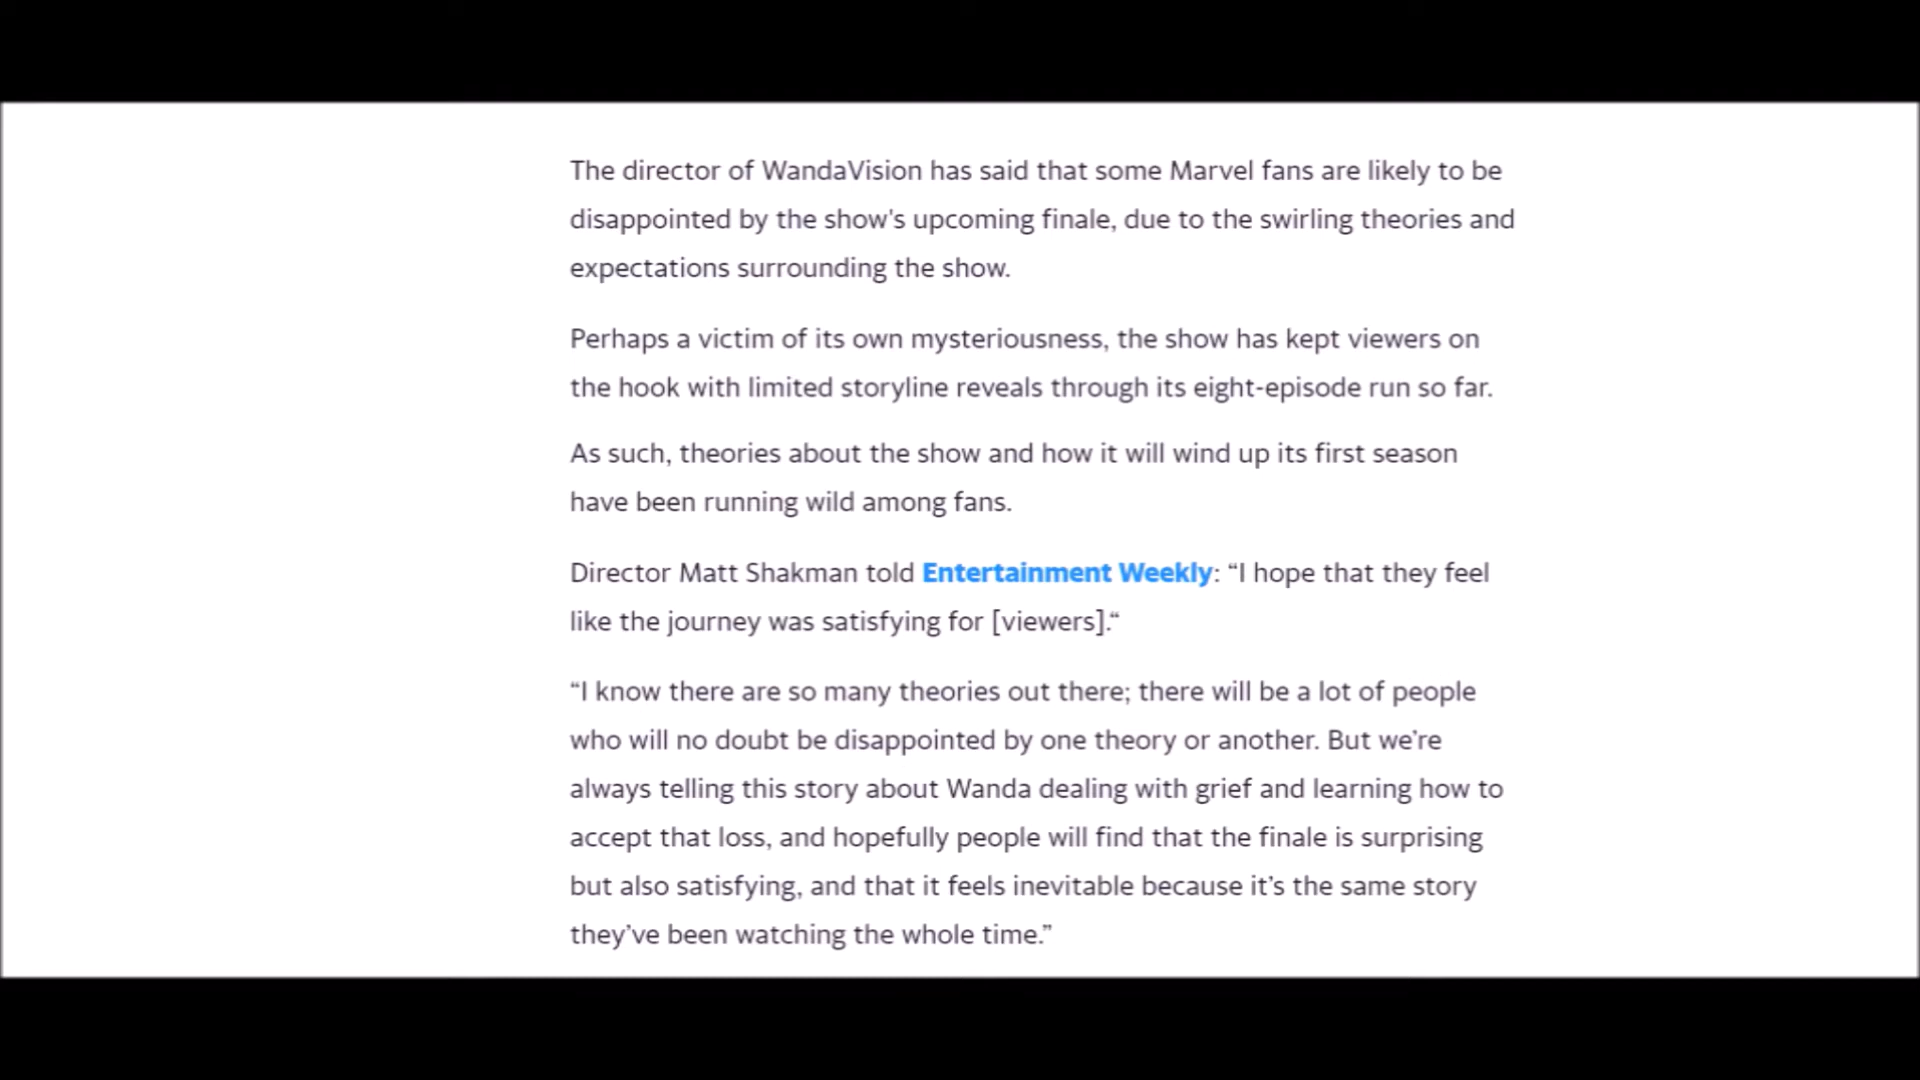 The director of WandaVision has said that some Marvel fans are likely to be
disappointed by the show's upcoming finale, due to the swirling theories and
expectations surrounding the show.
Perhaps a victim of its own mysteriousness, the show has kept viewers on
the hook with limited storyline reveals through its eight-episode run so far.
As such, theories about the show and how it will wind up its first season
have been running wild among fans.
Director Matt Shakman told Entertainment Weekly: “I hope that they feel
like the journey was satisfying for [viewers].“
“I know there are so many theories out there; there will be a lot of people
who will no doubt be disappointed by one theory or another. But we’re
always telling this story about Wanda dealing with grief and learning how to
accept that loss, and hopefully people will find that the finale is surprising
but also satisfying, and that it feels inevitable because it’s the same story
they’ve been watching the whole time.”